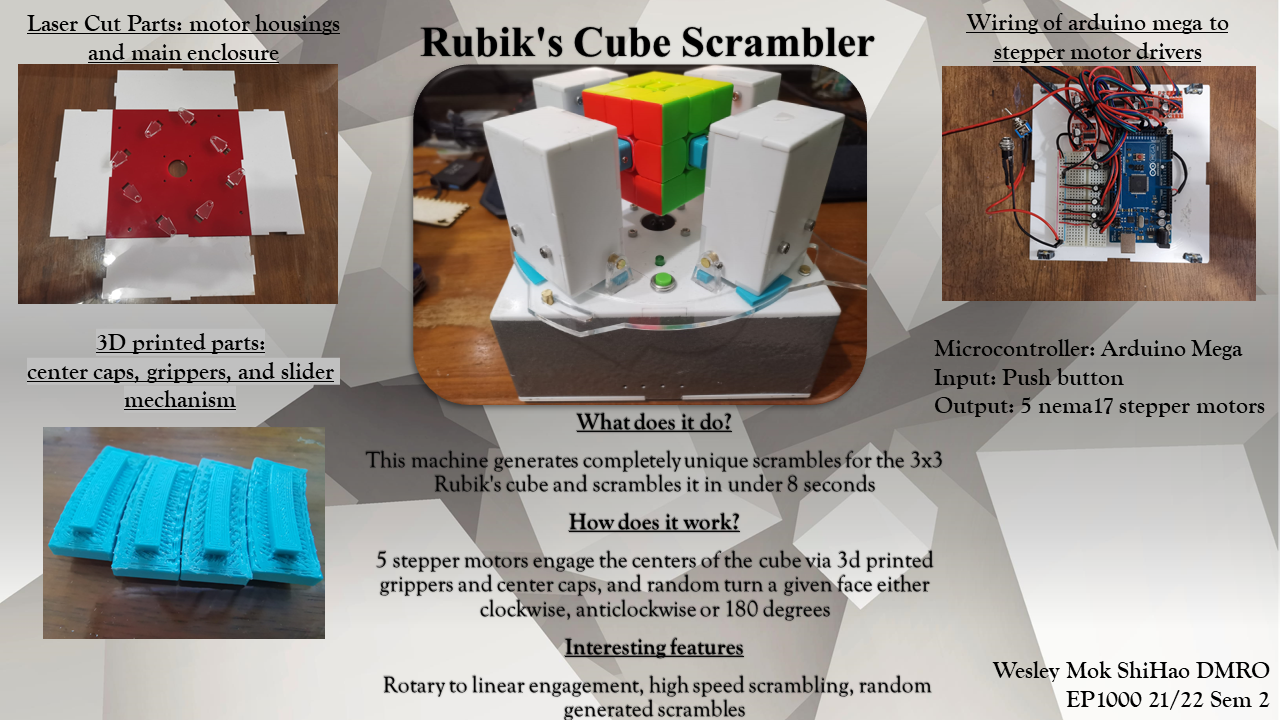 Laser Cut Parts: motor housings
and main enclosure
Rubik's Cube Scrambler
Wiring of arduino mega to
stepper motor drivers
3D printed parts:
center caps, grippers, and slider
mechanism
Microcontroller: Arduino Mega
Input: Push button
Output: 5 nema17 stepper motors
What does it do?
This machine generates completely unique scrambles for the 3x3
Rubik's cube and scrambles it in under 8 seconds
How does it work?
5 stepper motors engage the centers of the cube via 3d printed
grippers and center caps, and random turn a given face either
clockwise, anticlockwise or 180 degrees
Interesting features
Rotary to linear engagement, high speed scrambling, random
generated scrambles
Wesley Mok ShiHao DMRO
EP1000 21/22 Sem 2